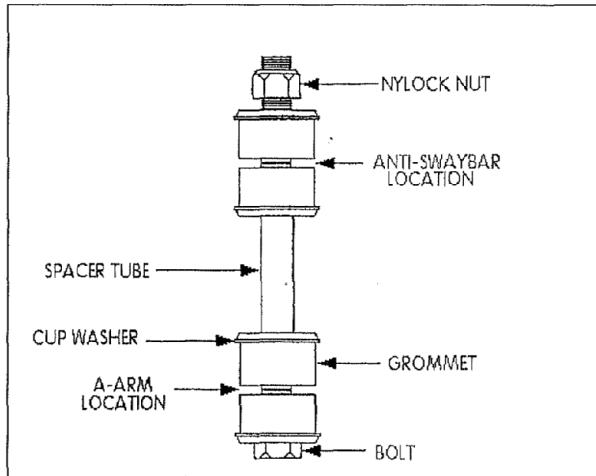 NYLOCK NUT
ANTI-SWAYBAR
LOCATION
SPACER TUBE
CUP WASHER
GROMMET
A-ARM
LOCATION
BOLT